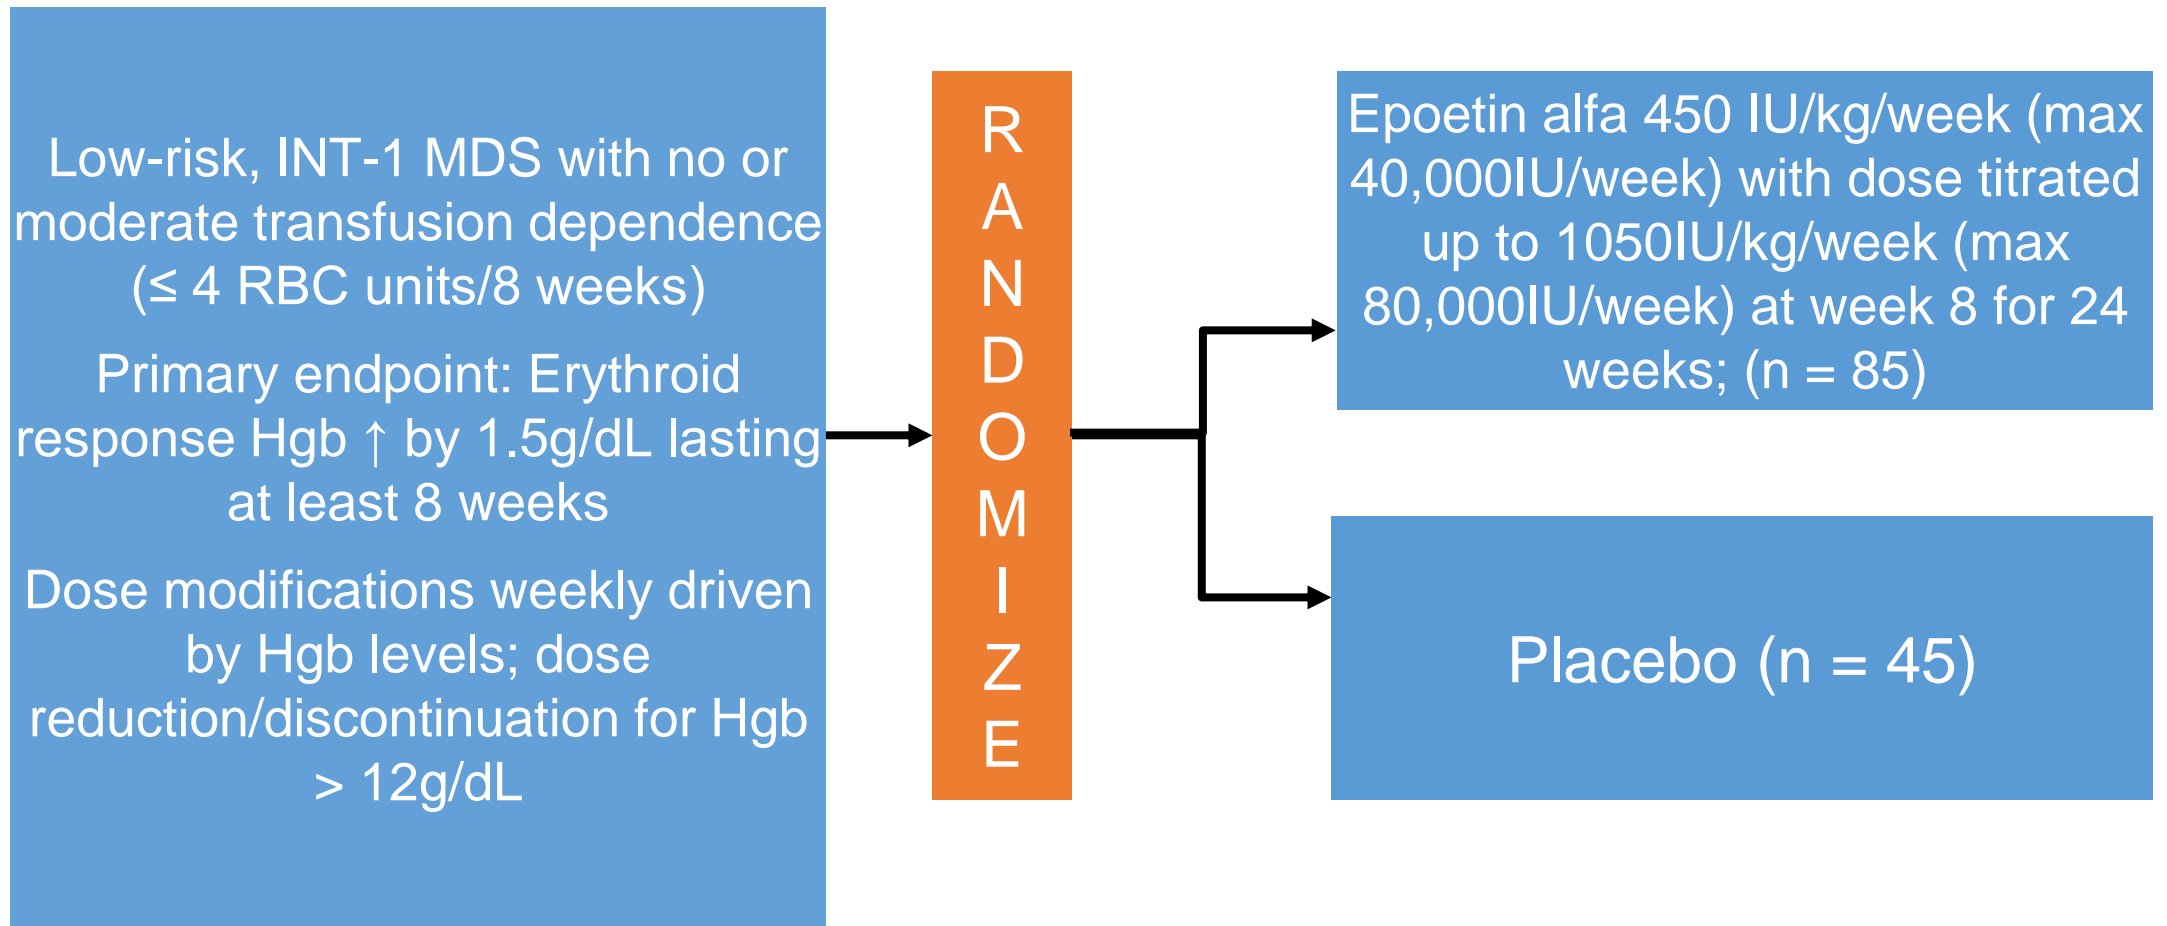 Low-risk, INT-1 MDS with no or
moderate transfusion dependence
(≤ 4 RBC units/8 weeks)
Primary endpoint: Erythroid
response Hgb ↑ by 1.5g/dL lasting
at least 8 weeks
Dose modifications weekly driven
by Hgb levels; dose
reduction/discontinuation for Hgb
> 12g/dL
R
A
N
D
O
M
I
Z
E
Epoetin alfa 450 IU/kg/week (max
40,000IU/week) with dose titrated
up to 1050IU/kg/week (max
80,000IU/week) at week 8 for 24
weeks; (n = 85)
Placebo (n = 45)